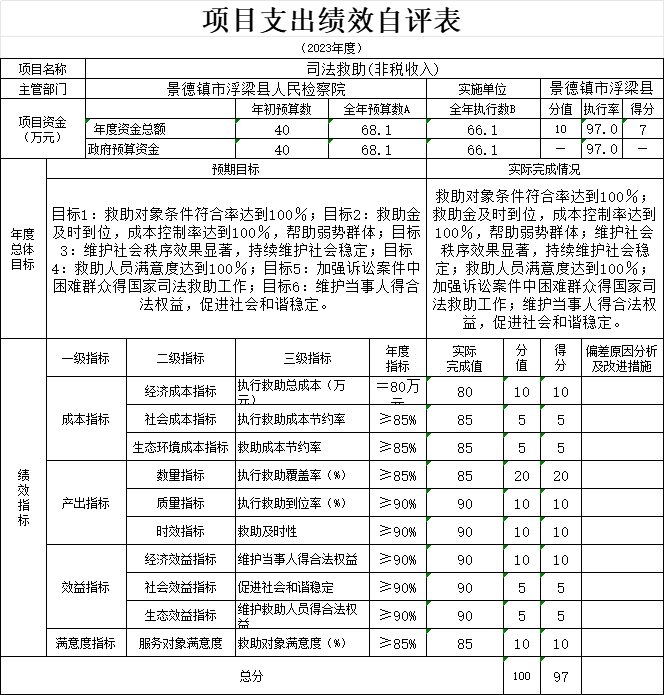 项目支出绩效自评表
（2023年度）
项目名称 司法救助(非税收入)
主管部门 景德镇市浮梁县人民检察院 实施单位 景德镇市浮梁县
项目资金
（万元）
年初预算数 全年预算数A 全年执行数B 分值 执行率 得分
年度资金总额 40 68.1 66.1 10 97.0 7
政府预算资金 40 68.1 66.1 — 97.0 —
年度
总体
目标
预期目标
目标1：救助对象条件符合率达到100%；目标2：救助金
及时到位，成本控制率达到100%，帮助弱势群体；目标
3：维护社会秩序效果显著，持续维护社会稳定；目标
4：救助人员满意度达到100%；目标5：加强诉讼案件中
困难群众得国家司法救助工作；目标6：维护当事人得合
法权益，促进社会和谐稳定。
实际完成情况
救助对象条件符合率达到100%；
救助金及时到位，成本控制率达
到100%，帮助弱势群体；维护社会
秩序效果显著，持续维护社会稳
定；救助人员满意度达到100%；
加强诉讼案件中困难群众得国家
司法救助工作；维护当事人得合法权
益，促进社会和谐稳定。
绩
效
指
标
一级指标 二级指标 三级指标 年度
指标 实际
完成值 分
值 得
分 偏差原因分析
及改进措施
成本指标
经济成本指标 执行救助总成本（万
元） ＝80万
元 80 10 10
社会成本指标 执行救助成本节约率 ≥85% 85 5 5
生态环境成本指标 救助成本节约率 ≥85% 85 5 5
产出指标
数量指标 执行救助覆盖率（%） ≥85% 85 20 20
质量指标 执行救助到位率（%） ≥90% 90 10 10
时效指标 救助及时性 ≥90% 90 10 10
效益指标
经济效益指标 维护当事人得合法权益 ≥90% 90 10 10
社会效益指标 促进社会和谐稳定 ≥90% 90 5 5
生态效益指标 维护救助人员得合法权
益 ≥90% 90 5 5
满意度指标 服务对象满意度 救助对象满意度（%） ≥85% 85 10 10
总分 100 97